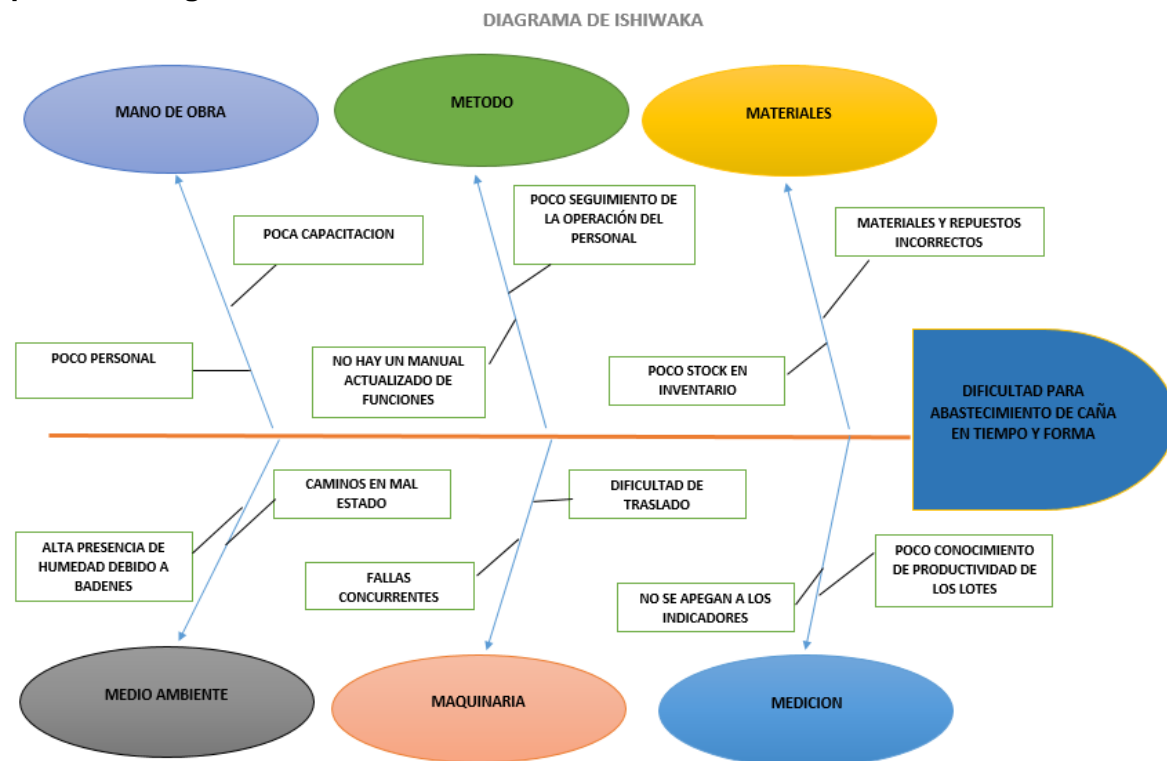 DIAGRAMA DE ISHIWAKA
MANO DE OBRA
METODO
MATERIALES
POCA CAPACITACION
POCO SEGUIMIENTO DE
LA OPERACIÓN DEL
PERSONAL
MATERIALES Y REPUESTOS
INCORRECTOS
POCO PERSONAL
NO HAY UN MANUAL
ACTUALIZADO DE
FUNCIONES
POCO STOCK EN
INVENTARIO
DIFICULTAD PARA
ABASTECIMIENTO DE CAÑA
EN TIEMPO Y FORMA
CAMINOS EN MAL
ESTADO
DIFICULTAD DE
TRASLADO
ALTA PRESENCIA DE
HUMEDAD DEBIDO A
BADENES
FALLAS
CONCURRENTES
NO SE APEGAN A LOS
INDICADORES
POCO CONOCIMIENTO
DE PRODUCTIVIDAD DE
LOS LOTES
MEDIO AMBIENTE
MAQUINARIA
MEDICION